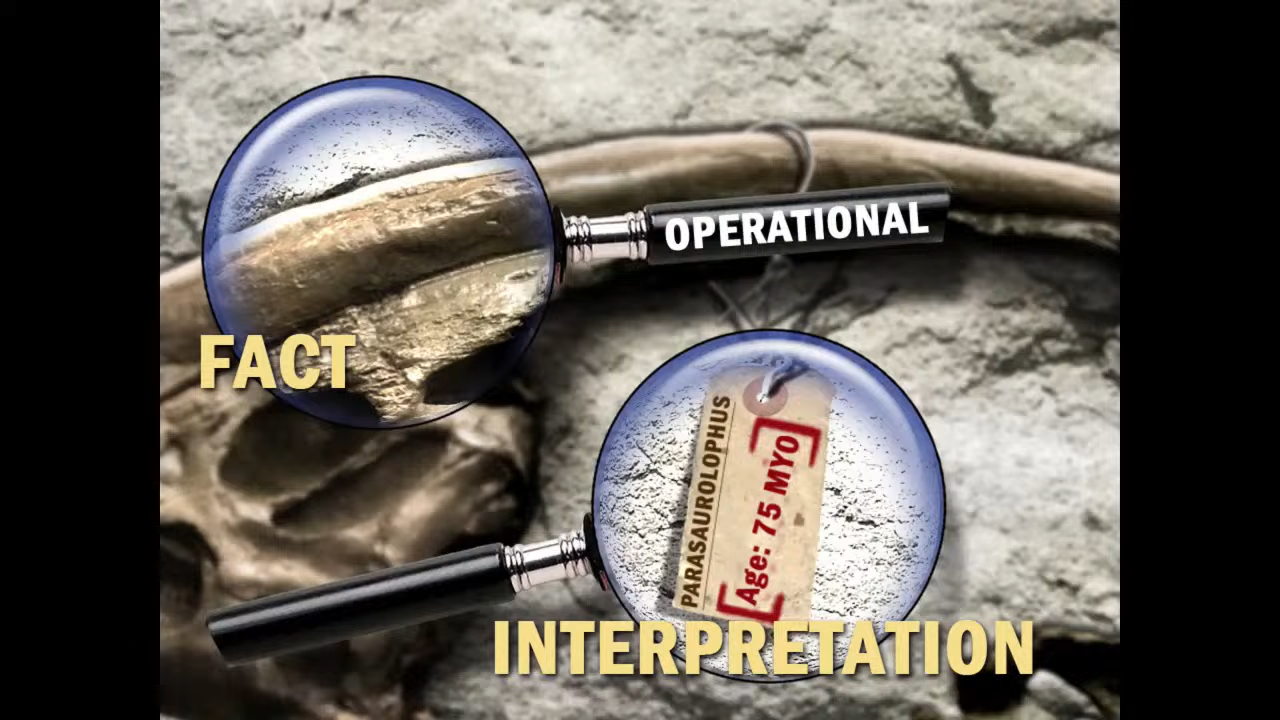 OPERATIONAL
FACT
PARASAUROLOPHUS
Age: 75 MYO
INTERPRETATION